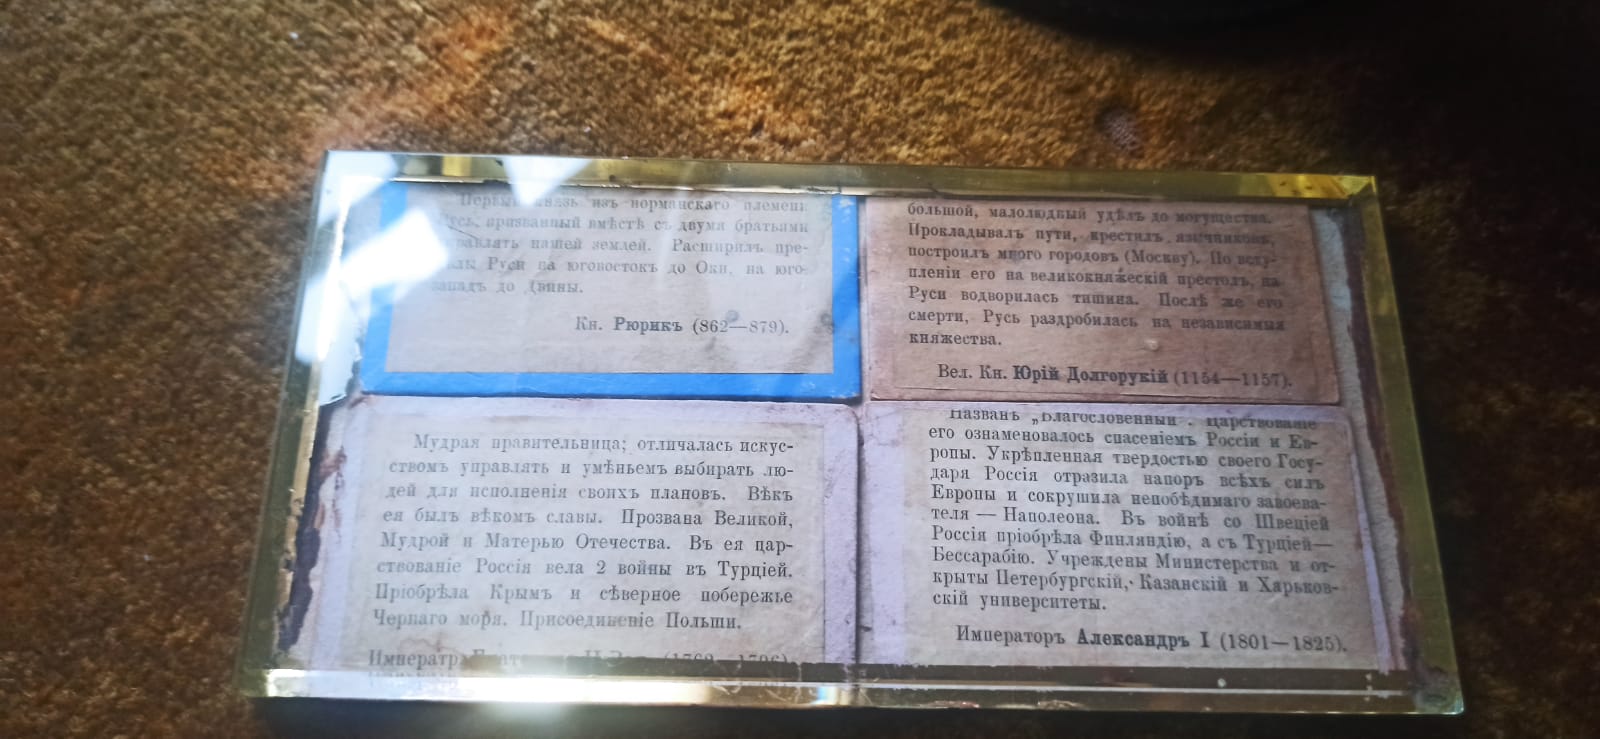 Первый князь изъ норманскаго племени
Русь, призванный вмѣстѣ съ двумя братьями
управлять нашей землей. Расширилъ пре-
дѣлы Руси на юговостокъ до Оки, на юго-
западъ до Двины.
Кн. Рюрикъ (862—879).
большой, малолюдный удѣлъ до могущества.
Прокладывалъ пути, крестилъ язычниковъ,
построилъ много городовъ (Москву). По всту-
пленіи его на великокняжескій престолъ, на
Руси водворилась тишина. Послѣ же его
смерти, Русь раздробилась на независимыя
княжества.
Вел. Кн. Юрій Долгорукій (1154—1157).
Мудрая правительница; отличалась искус-
ствомъ управлять и умѣньемъ выбирать лю-
дей для исполненія своихъ плановъ. Вѣкъ
ея былъ вѣкомъ славы. Прозвана Великой,
Мудрой и Матерью Отечества. Въ ея цар-
ствованіе Россія вела 2 войны въ Турціей.
Пріобрѣла Крымъ и сѣверное побережье
Чернаго моря. Присоединеніе Польши.
Императр.
Названъ „Благословенный". Царствованіе
его ознаменовалось спасеніемъ Россіи и Ев-
ропы. Укрѣпленная твердостью своего Госу-
даря Россія отразила напоръ всѣхъ силъ
Европы и сокрушила непобѣдимаго завоева-
теля — Наполеона. Въ войнѣ со Швеціей
Россія пріобрѣла Финляндію, а съ Турціей—
Бессарабію. Учреждены Министерства и от-
крыты Петербургскій, Казанскій и Харьков-
скій университеты.
Императоръ Александръ I (1801—1825).